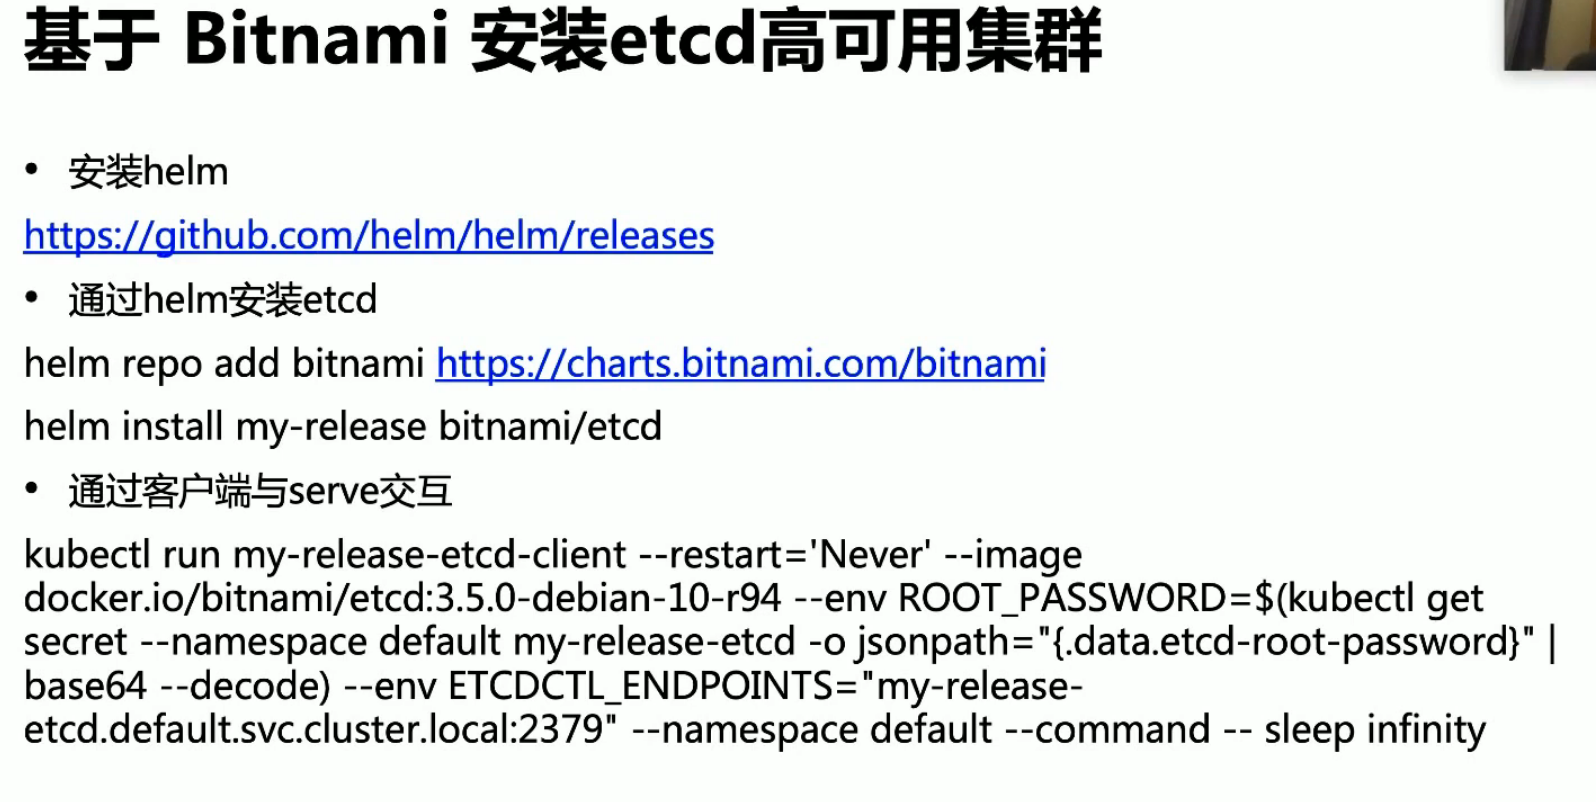 基于 Bitnami 安装etcd高可用集群
• 安装helm
https://github.com/helm/helm/releases
• 通过helm安装etcd
helm repo add bitnami https://charts.bitnami.com/bitnami
helm install my-release bitnami/etcd
• 通过客户端与serve交互
kubectl run my-release-etcd-client --restart='Never' --image
docker.io/bitnami/etcd:3.5.0-debian-10-r94 --env ROOT_PASSWORD=$(kubectl get
secret --namespace default my-release-etcd -o jsonpath="{.data.etcd-root-password}" |
base64 --decode) --env ETCDCTL_ENDPOINTS="my-release-
etcd.default.svc.cluster.local:2379" --namespace default --command -- sleep infinity